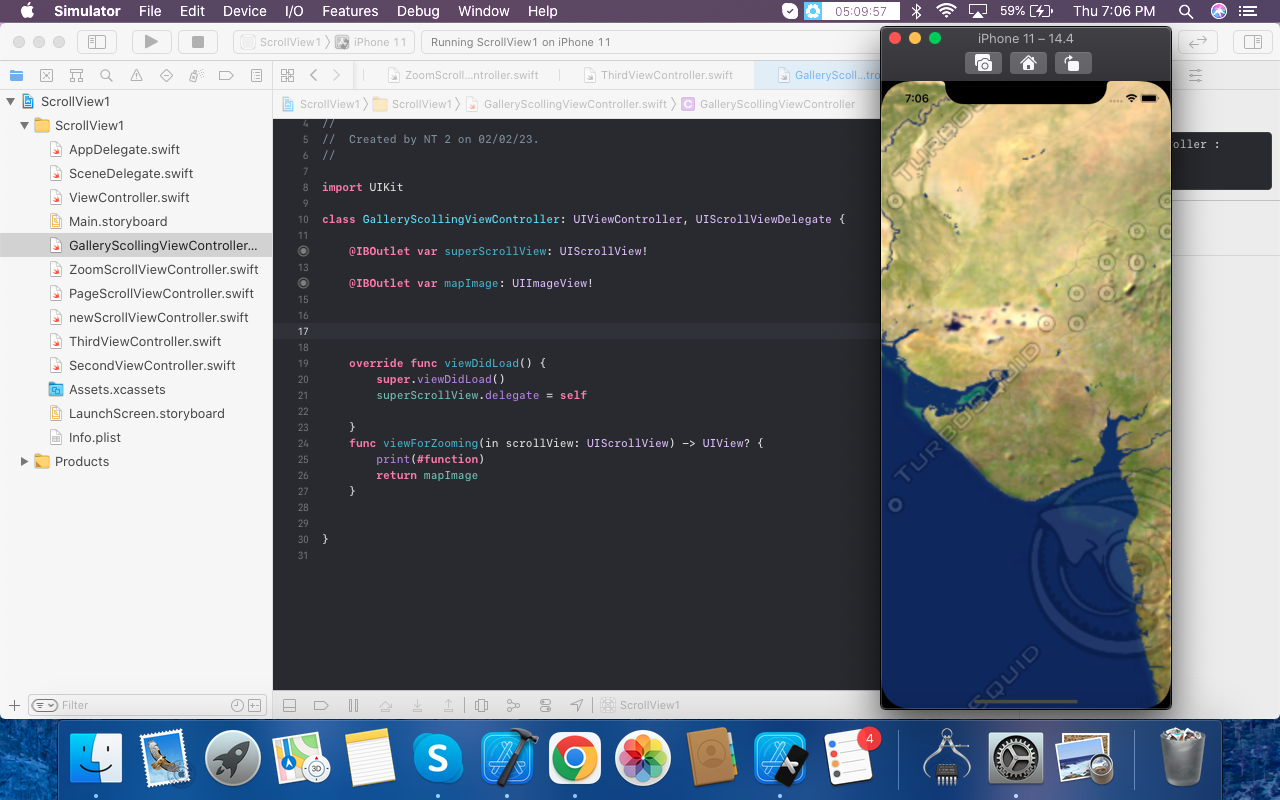 Simulator File Edit Device I/O Features Debug Window Help 05:09:57 59% Thu 7:06 PM
ScrollView1 iPhone 11 Running ScrollView1 on iPhone 11
ZoomScroll...ntroller.swift ThirdViewController.swift GalleryScoll...tro
ScrollView1 ScrollView1 GalleryScollingViewController.swift GalleryScollingViewController
ScrollView1
ScrollView1
AppDelegate.swift
SceneDelegate.swift
ViewController.swift
Main.storyboard
GalleryScollingViewController...
ZoomScrollViewController.swift
PageScrollViewController.swift
newScrollViewController.swift
ThirdViewController.swift
SecondViewController.swift
Assets.xcassets
LaunchScreen.storyboard
Info.plist
Products
Filter
4 //
5 //  Created by NT 2 on 02/02/23.
6 //
7
8 import UIKit
9
10 class GalleryScollingViewController: UIViewController, UIScrollViewDelegate {
11
@IBOutlet var superScrollView: UIScrollView!
13
@IBOutlet var mapImage: UIImageView!
15
16
17
18
19 override func viewDidLoad() {
20 super.viewDidLoad()
21 superScrollView.delegate = self
22
23 }
24 func viewForZooming(in scrollView: UIScrollView) -> UIView? {
25 print(#function)
26 return mapImage
27 }
28
29
30 }
31
ScrollView1
iPhone 11 – 14.4
7:06
TURBOSQUID
TURBOSQUID
SQUID
oller :
3D
4